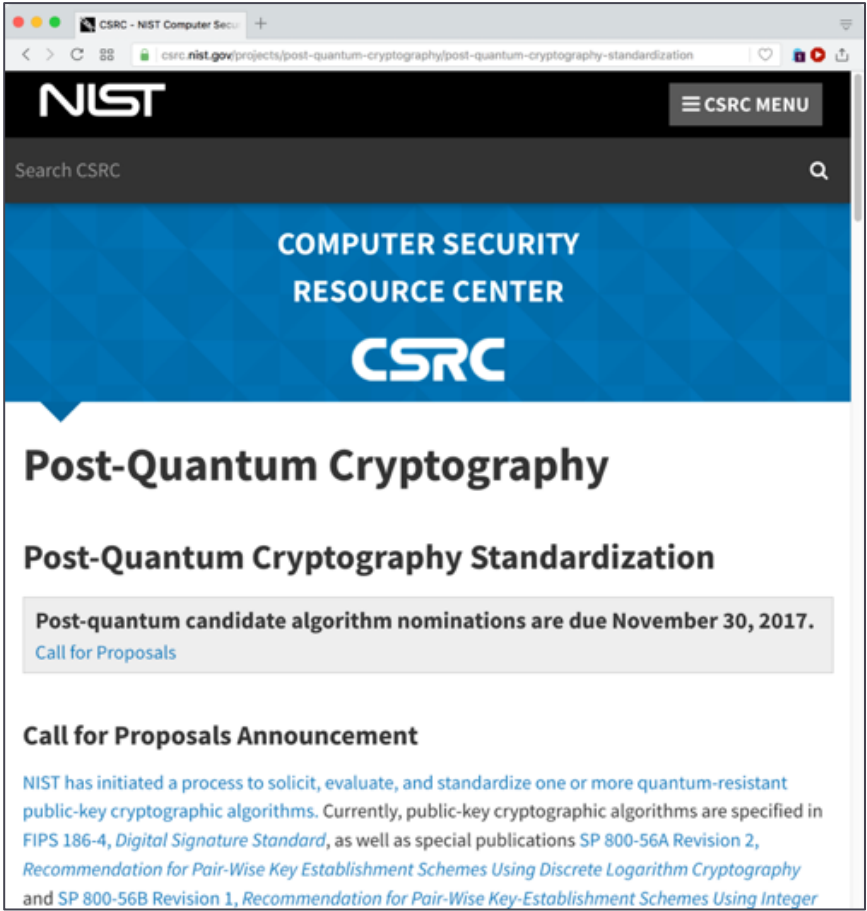 CSRC - NIST Computer Secu
csrc.nist.gov/projects/post-quantum-cryptography/post-quantum-cryptography-standardization
NIST
CSRC MENU
Search CSRC
COMPUTER SECURITY
RESOURCE CENTER
CSRC
Post-Quantum Cryptography
Post-Quantum Cryptography Standardization
Post-quantum candidate algorithm nominations are due November 30, 2017.
Call for Proposals
Call for Proposals Announcement
NIST has initiated a process to solicit, evaluate, and standardize one or more quantum-resistant
public-key cryptographic algorithms. Currently, public-key cryptographic algorithms are specified in
FIPS 186-4, Digital Signature Standard, as well as special publications SP 800-56A Revision 2,
Recommendation for Pair-Wise Key Establishment Schemes Using Discrete Logarithm Cryptography
and SP 800-56B Revision 1, Recommendation for Pair-Wise Key-Establishment Schemes Using Integer